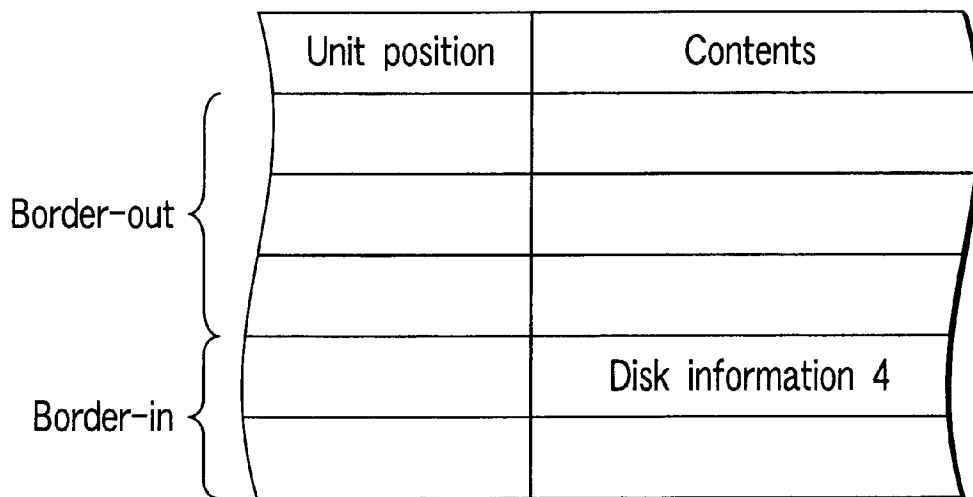 Unit position Contents
Border-out
Disk information 4
Border-in